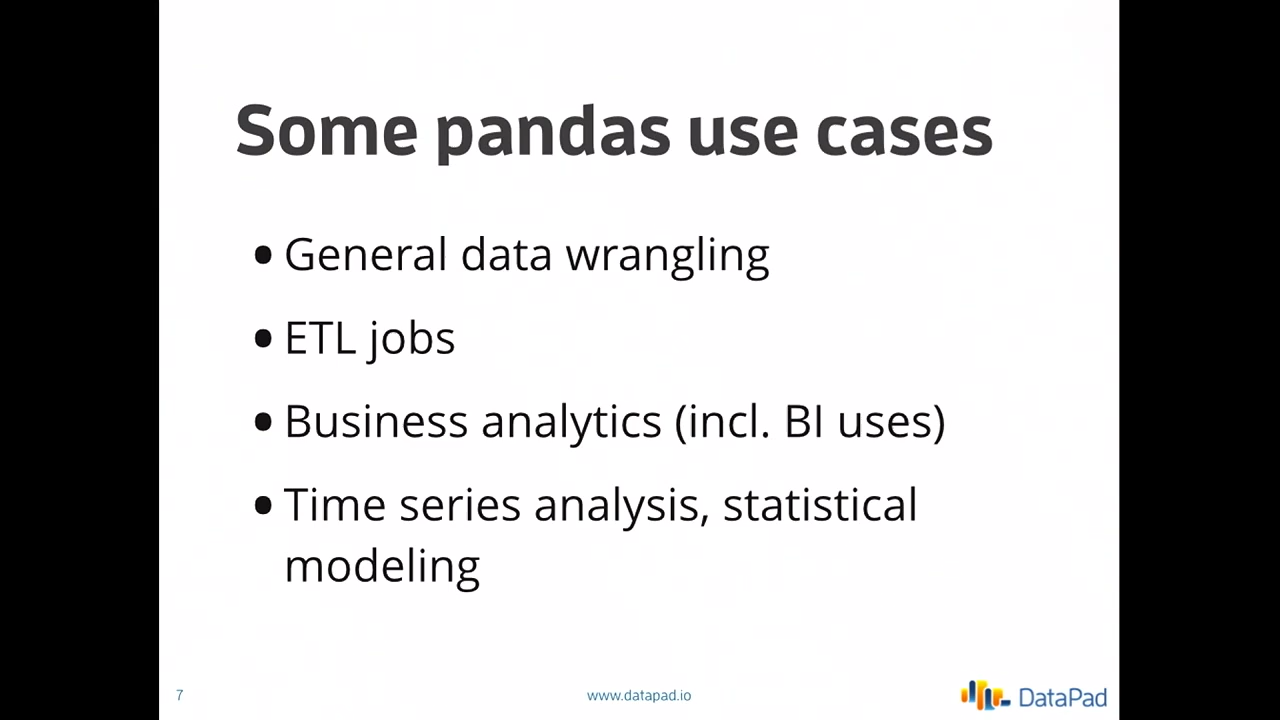 Some pandas use cases
• General data wrangling
• ETL jobs
• Business analytics (incl. BI uses)
• Time series analysis, statistical
modeling
7
www.datapad.io
DataPad